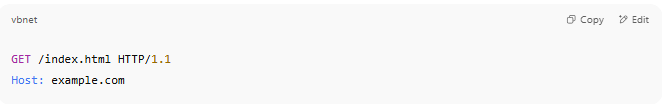 vbnet Copy Edit
GET /index.html HTTP/1.1
Host: example.com